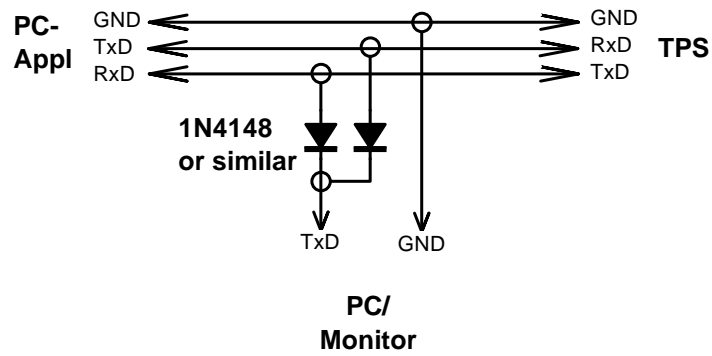 PC-
Appl
GND
TxD
RxD
GND
RxD
TxD
TPS
1N4148
or similar
TxD
GND
PC/
Monitor